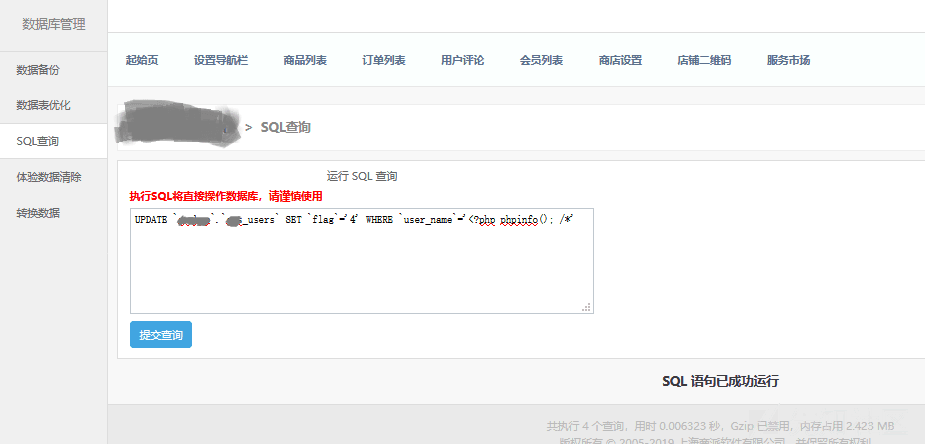 数据库管理
数据备份
数据表优化
SQL查询
体验数据清除
转换数据
起始页 设置导航栏 商品列表 订单列表 用户评论 会员列表 商店设置 店铺二维码 服务市场
> SQL查询
运行 SQL 查询
执行SQL将直接操作数据库，请谨慎使用
UPDATE ` `.` _users` SET `flag`='4' WHERE `user_name`='<?php phpinfo(); /*'
提交查询
SQL 语句已成功运行
共执行 4 个查询，用时 0.006323 秒，Gzip 已禁用，内存占用 2.423 MB
版权所有 © 2005-2019 上海商派软件有限公司，并保留所有权利。